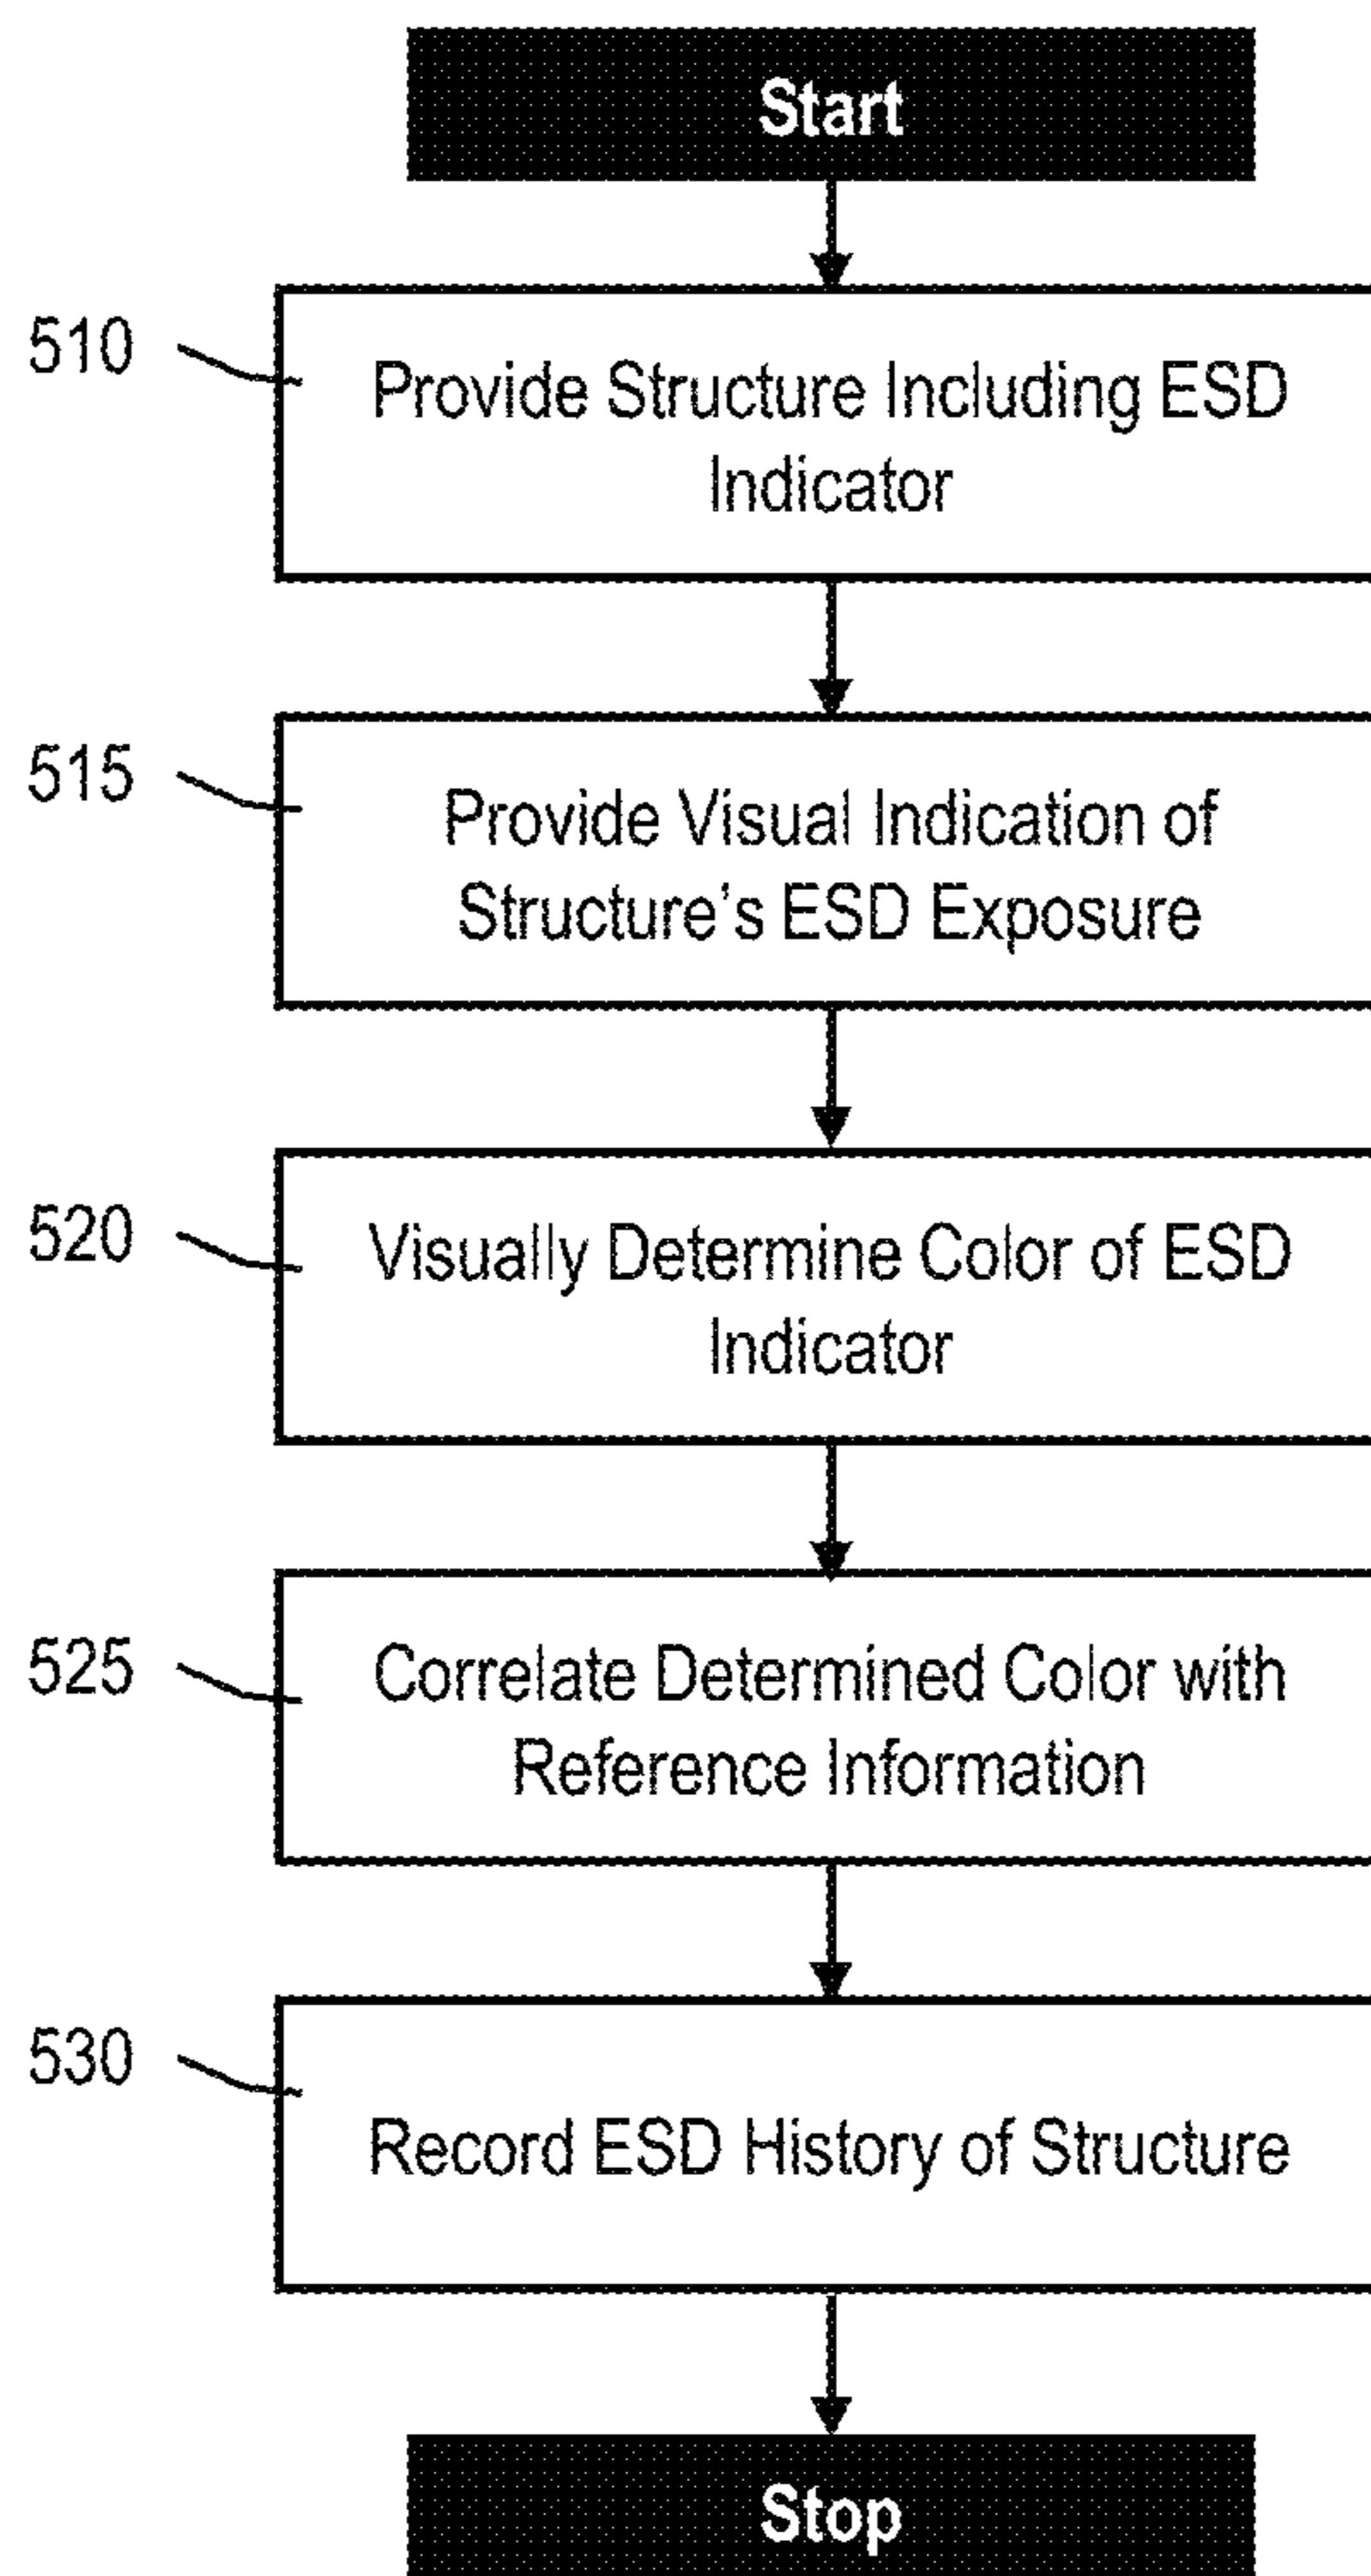 Start
510
Provide Structure Including ESD
Indicator
515
Provide Visual Indication of
Structure's ESD Exposure
520
Visually Determine Color of ESD
Indicator
525
Correlate Determined Color with
Reference Information
530
Record ESD History of Structure
Stop